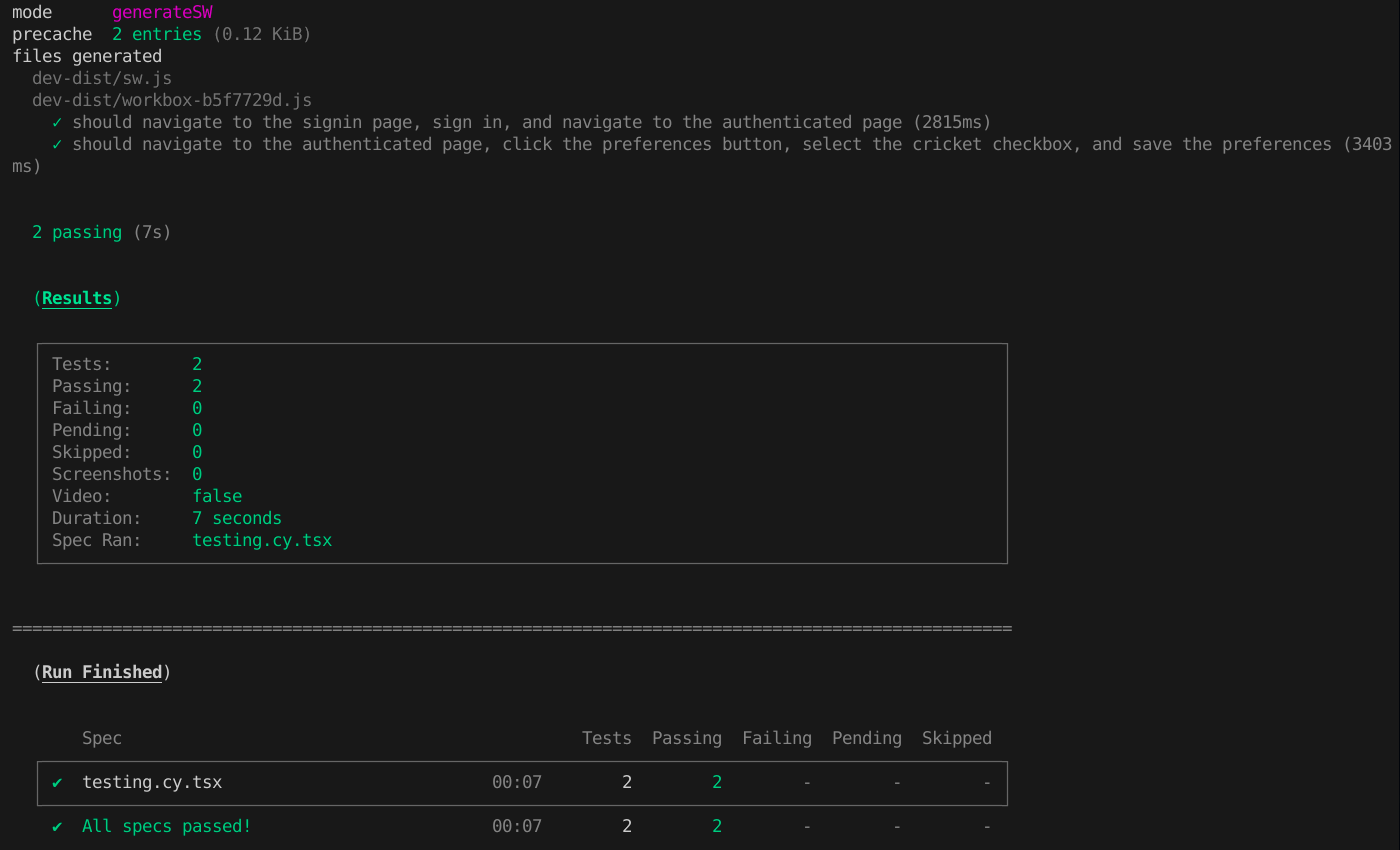 mode      generateSW
precache  2 entries (0.12 KiB)
files generated
  dev-dist/sw.js
  dev-dist/workbox-b5f7729d.js
    ✓ should navigate to the signin page, sign in, and navigate to the authenticated page (2815ms)
    ✓ should navigate to the authenticated page, click the preferences button, select the cricket checkbox, and save the preferences (3403
ms)
  2 passing (7s)
  (Results)
    Tests:        2
    Passing:      2
    Failing:      0
    Pending:      0
    Skipped:      0
    Screenshots:  0
    Video:        false
    Duration:     7 seconds
    Spec Ran:     testing.cy.tsx
====================================================================================================
  (Run Finished)
       Spec                                              Tests  Passing  Failing  Pending  Skipped
    ✔  testing.cy.tsx                           00:07        2        2        -        -        -
    ✔  All specs passed!                        00:07        2        2        -        -        -